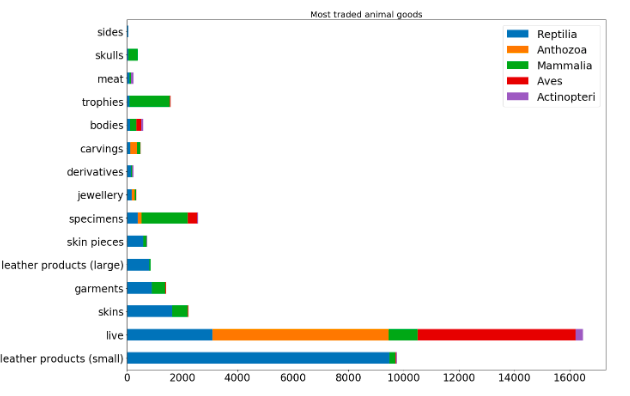 Most traded animal goods
Reptilia
Anthozoa
Mammalia
Aves
Actinopteri
sides
skulls
meat
trophies
bodies
carvings
derivatives
jewellery
specimens
skin pieces
leather products (large)
garments
skins
live
leather products (small)
0 2000 4000 6000 8000 10000 12000 14000 16000